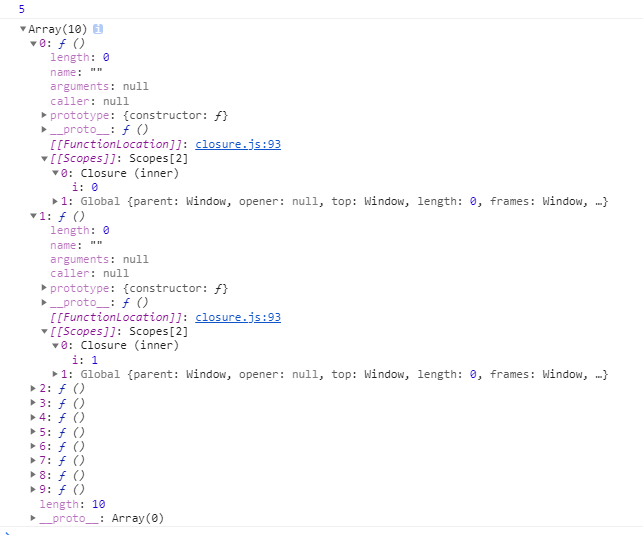 5
Array(10) i
0: ƒ ()
length: 0
name: ""
arguments: null
caller: null
prototype: {constructor: ƒ}
__proto__: ƒ ()
[[FunctionLocation]]: closure.js:93
[[Scopes]]: Scopes[2]
0: Closure (inner)
i: 0
1: Global {parent: Window, opener: null, top: Window, length: 0, frames: Window, …}
1: ƒ ()
length: 0
name: ""
arguments: null
caller: null
prototype: {constructor: ƒ}
__proto__: ƒ ()
[[FunctionLocation]]: closure.js:93
[[Scopes]]: Scopes[2]
0: Closure (inner)
i: 1
1: Global {parent: Window, opener: null, top: Window, length: 0, frames: Window, …}
2: ƒ ()
3: ƒ ()
4: ƒ ()
5: ƒ ()
6: ƒ ()
7: ƒ ()
8: ƒ ()
9: ƒ ()
length: 10
__proto__: Array(0)